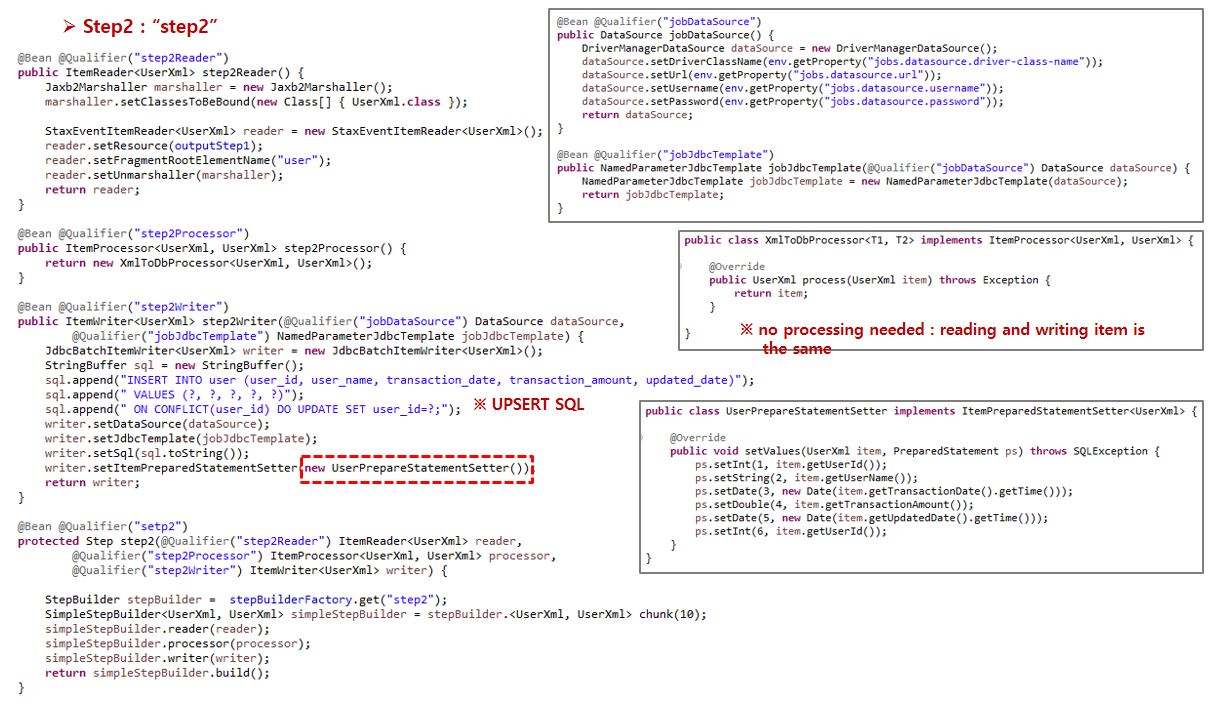 ➢ Step2 : “step2”
@Bean @Qualifier("step2Reader")
public ItemReader<UserXml> step2Reader() {
    Jaxb2Marshaller marshaller = new Jaxb2Marshaller();
    marshaller.setClassesToBeBound(new Class[] { UserXml.class });

    StaxEventItemReader<UserXml> reader = new StaxEventItemReader<UserXml>();
    reader.setResource(outputStep1);
    reader.setFragmentRootElementName("user");
    reader.setUnmarshaller(marshaller);
    return reader;
}

@Bean @Qualifier("step2Processor")
public ItemProcessor<UserXml, UserXml> step2Processor() {
    return new XmlToDbProcessor<UserXml, UserXml>();
}

@Bean @Qualifier("step2Writer")
public ItemWriter<UserXml> step2Writer(@Qualifier("jobDataSource") DataSource dataSource,
        @Qualifier("jobJdbcTemplate") NamedParameterJdbcTemplate jobJdbcTemplate) {
    JdbcBatchItemWriter<UserXml> writer = new JdbcBatchItemWriter<UserXml>();
    StringBuffer sql = new StringBuffer();
    sql.append("INSERT INTO user (user_id, user_name, transaction_date, transaction_amount, updated_date)");
    sql.append(" VALUES (?, ?, ?, ?, ?)");
    sql.append(" ON CONFLICT(user_id) DO UPDATE SET user_id=?;"); ※ UPSERT SQL
    writer.setDataSource(dataSource);
    writer.setJdbcTemplate(jobJdbcTemplate);
    writer.setSql(sql.toString());
    writer.setItemPreparedStatementSetter(new UserPrepareStatementSetter())
    return writer;
}

@Bean @Qualifier("setp2")
protected Step step2(@Qualifier("step2Reader") ItemReader<UserXml> reader,
        @Qualifier("step2Processor") ItemProcessor<UserXml, UserXml> processor,
        @Qualifier("step2Writer") ItemWriter<UserXml> writer) {

    StepBuilder stepBuilder =  stepBuilderFactory.get("step2");
    SimpleStepBuilder<UserXml, UserXml> simpleStepBuilder = stepBuilder.<UserXml, UserXml> chunk(10);
    simpleStepBuilder.reader(reader);
    simpleStepBuilder.processor(processor);
    simpleStepBuilder.writer(writer);
    return simpleStepBuilder.build();
}

@Bean @Qualifier("jobDataSource")
public DataSource jobDataSource() {
    DriverManagerDataSource dataSource = new DriverManagerDataSource();
    dataSource.setDriverClassName(env.getProperty("jobs.datasource.driver-class-name"));
    dataSource.setUrl(env.getProperty("jobs.datasource.url"));
    dataSource.setUsername(env.getProperty("jobs.datasource.username"));
    dataSource.setPassword(env.getProperty("jobs.datasource.password"));
    return dataSource;
}

@Bean @Qualifier("jobJdbcTemplate")
public NamedParameterJdbcTemplate jobJdbcTemplate(@Qualifier("jobDataSource") DataSource dataSource) {
    NamedParameterJdbcTemplate jobJdbcTemplate = new NamedParameterJdbcTemplate(dataSource);
    return jobJdbcTemplate;
}

public class XmlToDbProcessor<T1, T2> implements ItemProcessor<UserXml, UserXml> {

    @Override
    public UserXml process(UserXml item) throws Exception {
        return item;
    }

}
※ no processing needed : reading and writing item is
the same

public class UserPrepareStatementSetter implements ItemPreparedStatementSetter<UserXml> {

    @Override
    public void setValues(UserXml item, PreparedStatement ps) throws SQLException {
        ps.setInt(1, item.getUserId());
        ps.setString(2, item.getUserName());
        ps.setDate(3, new Date(item.getTransactionDate().getTime()));
        ps.setDouble(4, item.getTransactionAmount());
        ps.setDate(5, new Date(item.getUpdatedDate().getTime()));
        ps.setInt(6, item.getUserId());
    }
}